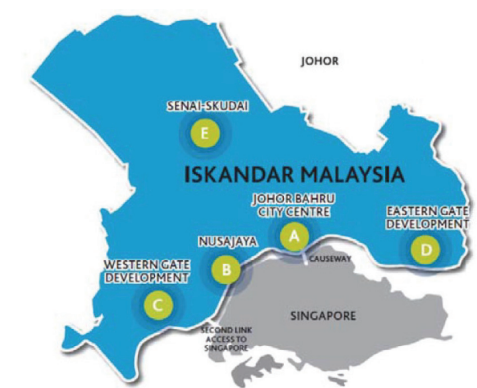 JOHOR
SENAI-SKUDAI
E
ISKANDAR MALAYSIA
JOHOR BAHRU
CITY CENTRE
A
EASTERN GATE
DEVELOPMENT
D
NUSAJAYA
B
CAUSEWAY
WESTERN GATE
DEVELOPMENT
C
SINGAPORE
SECOND LINK
ACCESS TO
SINGAPORE